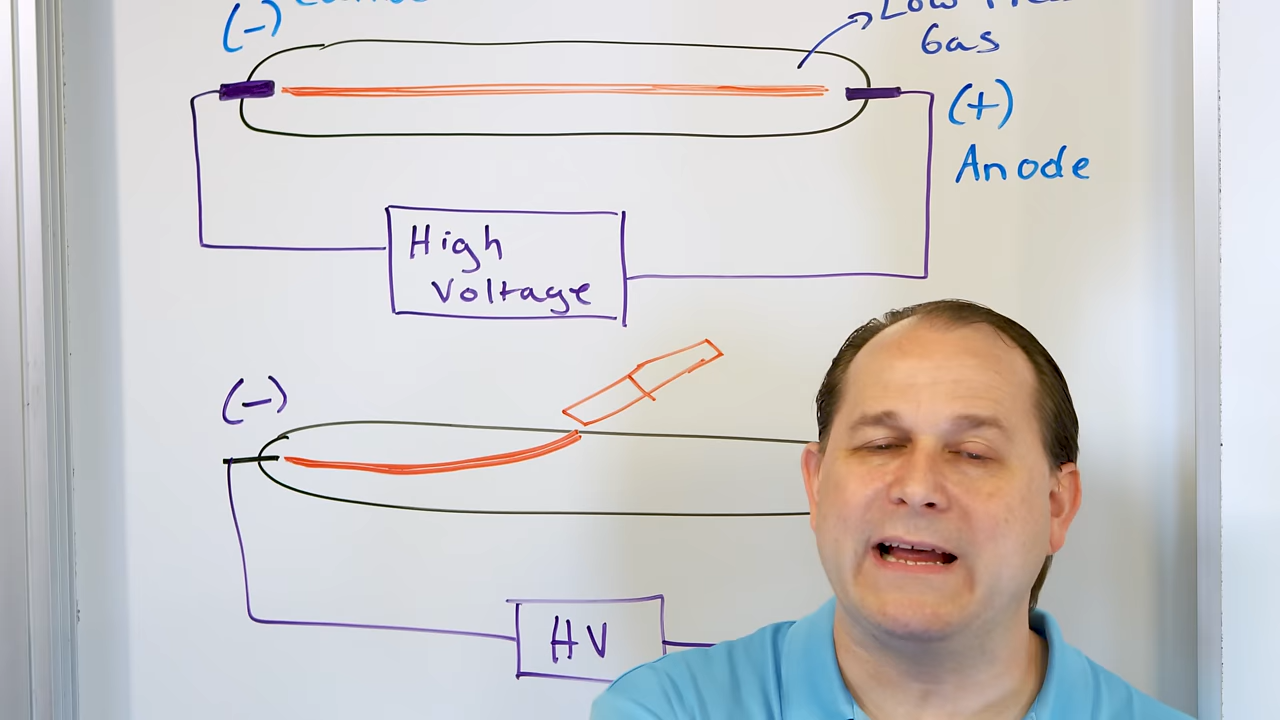 (-)
Low
Gas
(+)
Anode
High
Voltage
(-)
HV